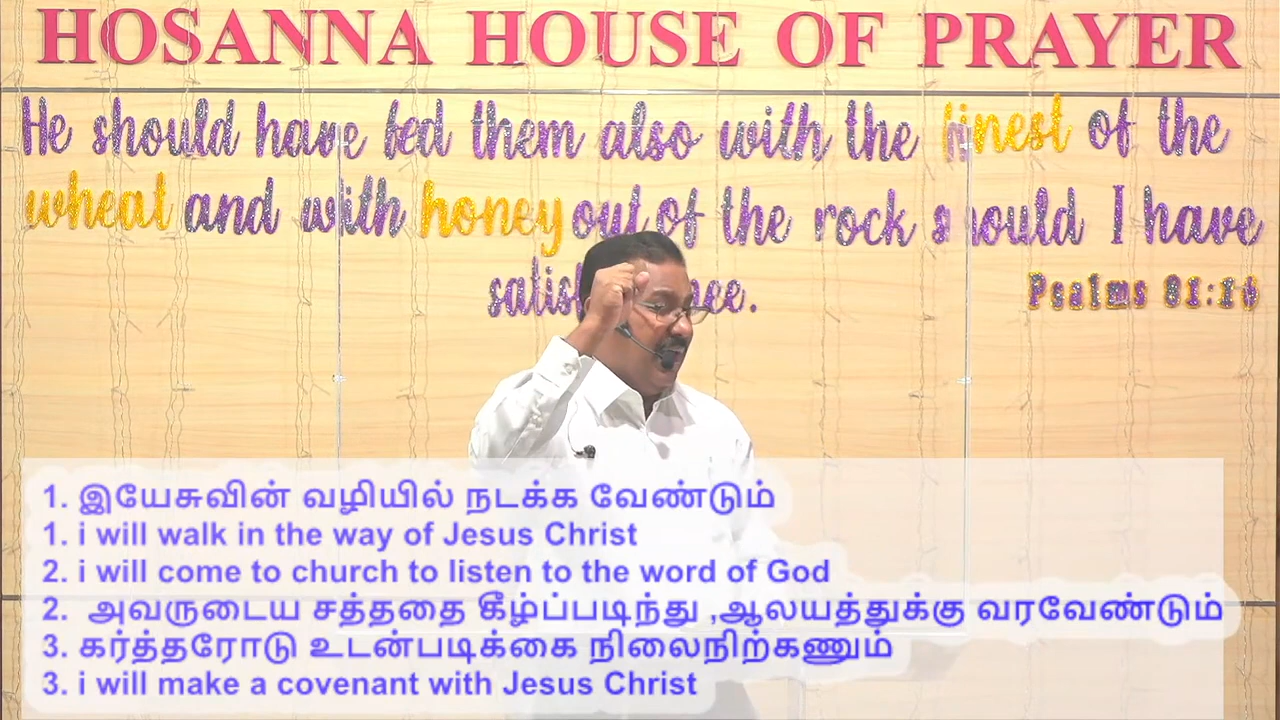 HOSANNA HOUSE OF PRAYER
He should have fed them also with the finest of the
wheat and with honey out of the rock should I have
Psalms 81:16
1. இயேசுவின் வழியில் நடக்க வேண்டும்
1. i will walk in the way of Jesus Christ
2. i will come to church to listen to the word of God
2. அவருடைய சத்ததை கீழ்ப்படிந்து ,ஆலயத்துக்கு வரவேண்டும்
3. கர்த்தரோடு உடன்படிக்கை நிலைநிற்கணும்
3. i will make a covenant with Jesus Christ